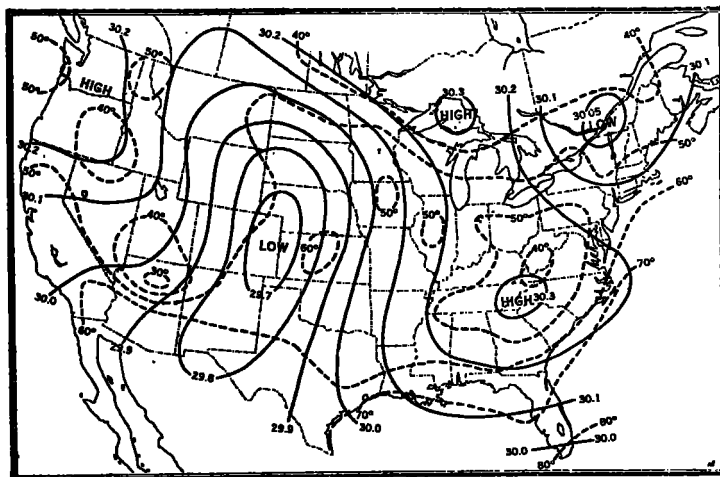 50° 30.2 50° 30.2 40° 40°
30.1
50° HIGH 30.3 30.2 30.1
HIGH 30.05
40° LOW
30.2 50°
50° 60°
30.1 50° 50° 50°
40° 70°
LOW 60° 40°
30° HIGH 30.3
30.0 29.7
60°
29.9
29.8
30.1
29.9 70° 30.0 80°
30.0 30.0
80°